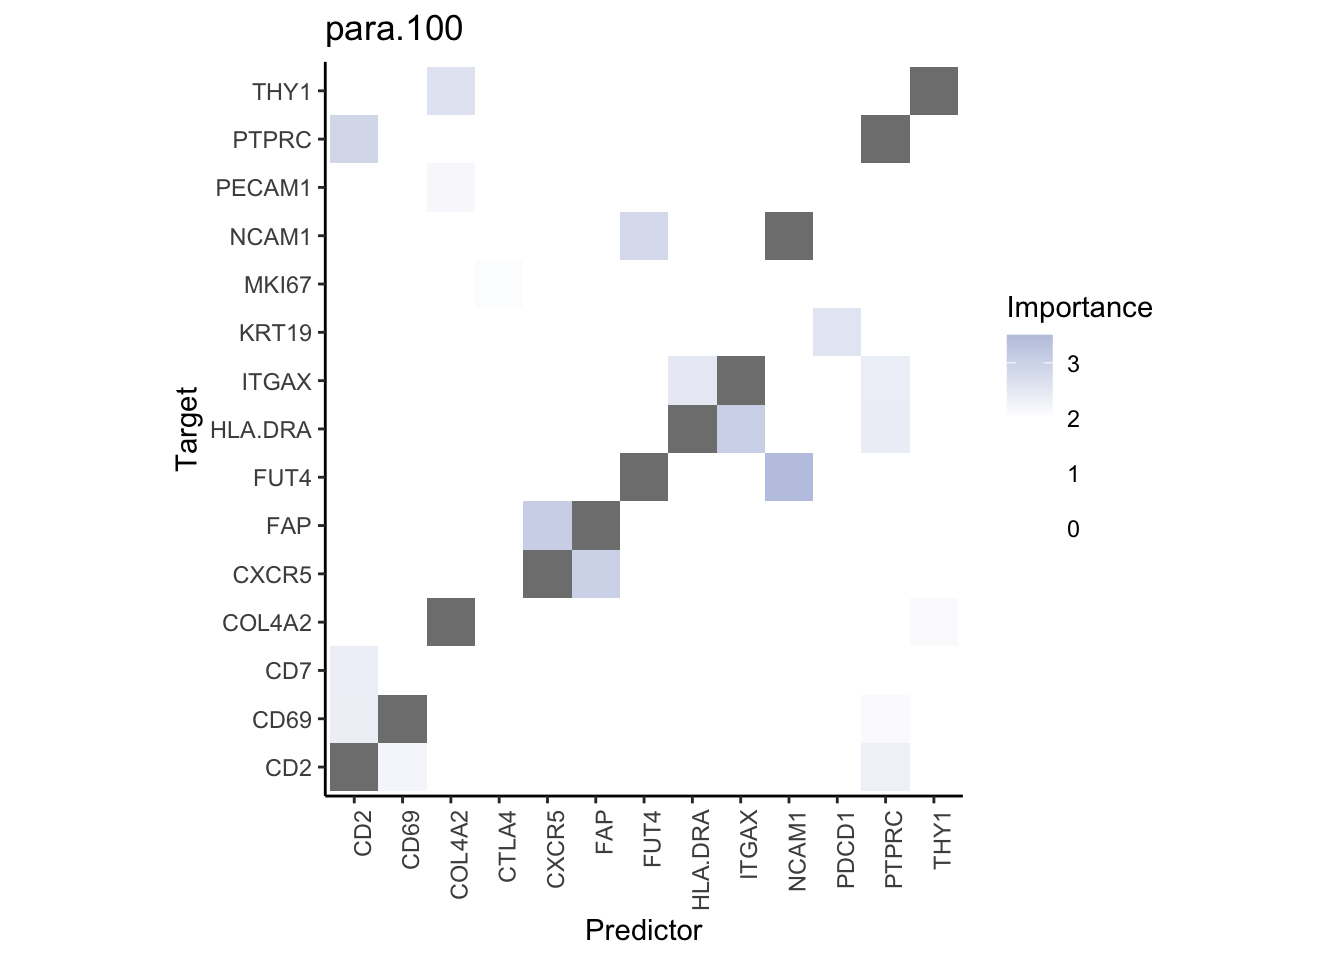 para.100
THY1
PTPRC
PECAM1
NCAM1
MKI67
KRT19
ITGAX
HLA.DRA
FUT4
FAP
CXCR5
COL4A2
CD7
CD69
CD2
Target
CD2
CD69
COL4A2
CTLA4
CXCR5
FAP
FUT4
HLA.DRA
ITGAX
NCAM1
PDCD1
PTPRC
THY1
Predictor
Importance
3
2
1
0